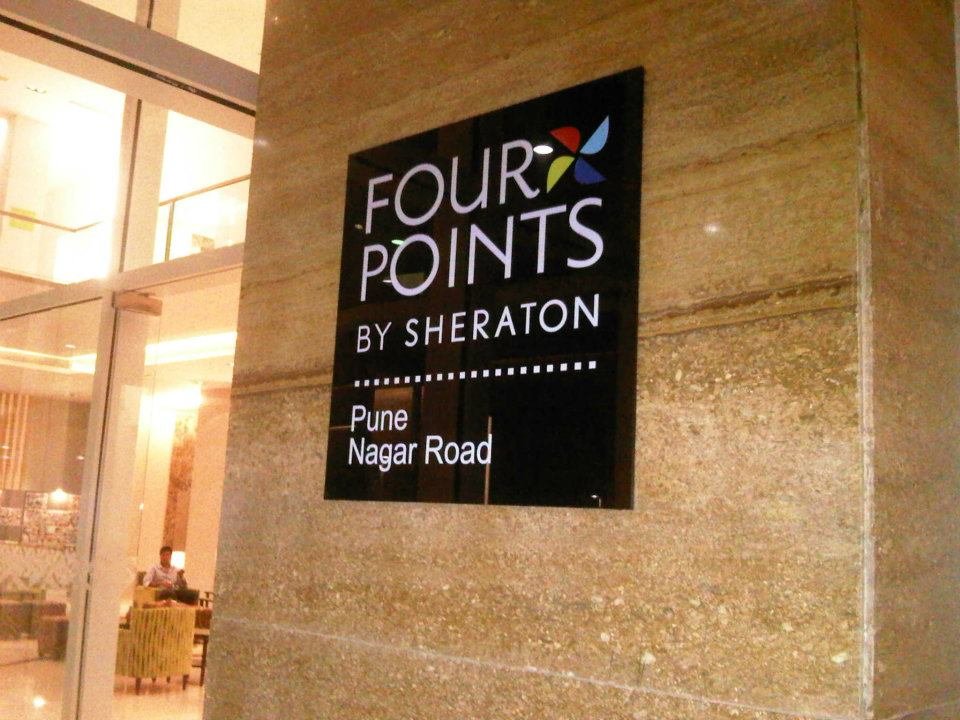 FOUR
POINTS
BY SHERATON
Pune
Nagar Road